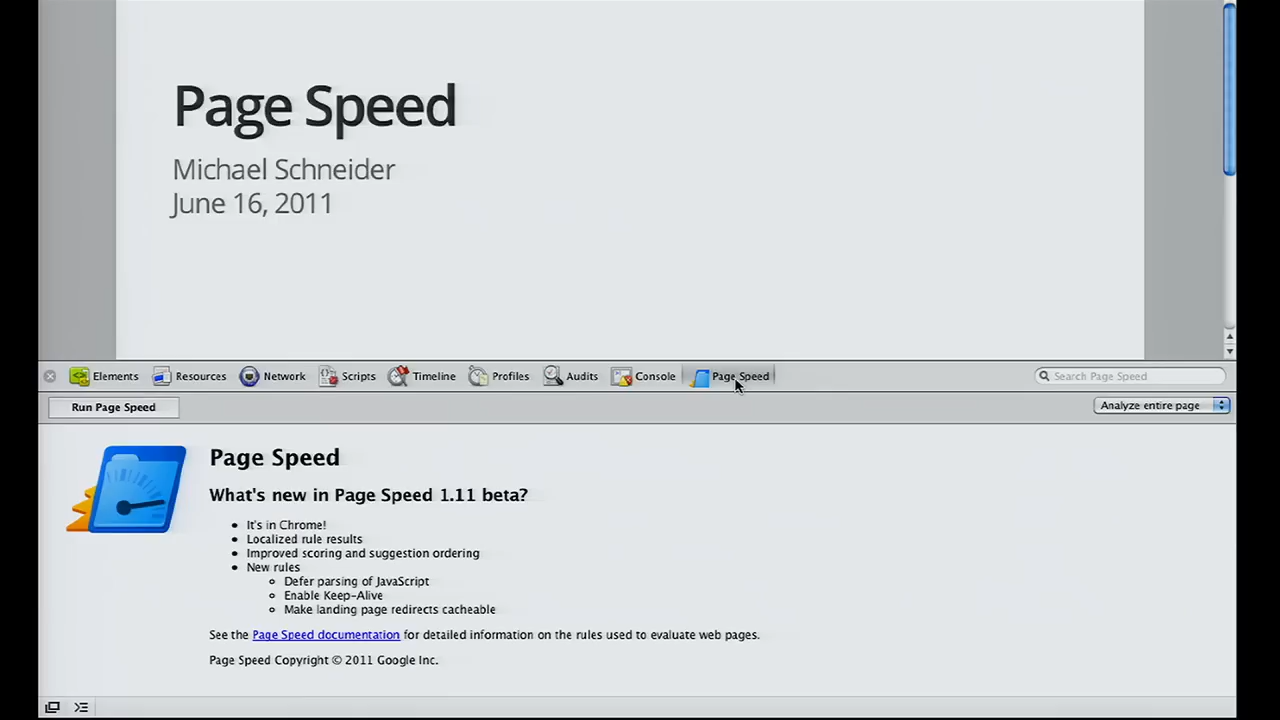 Page Speed
Michael Schneider
June 16, 2011
Elements Resources Network Scripts Timeline Profiles Audits Console Page Speed Search Page Speed
Run Page Speed Analyze entire page
Page Speed
What's new in Page Speed 1.11 beta?
It's in Chrome!
Localized rule results
Improved scoring and suggestion ordering
New rules
Defer parsing of JavaScript
Enable Keep-Alive
Make landing page redirects cacheable
See the Page Speed documentation for detailed information on the rules used to evaluate web pages.
Page Speed Copyright © 2011 Google Inc.